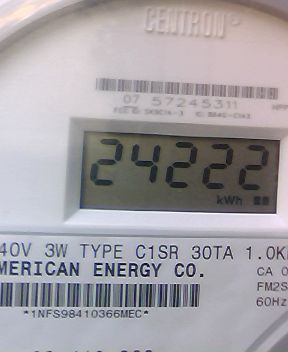 CENTRON
07 57245311
24222
kWh
40V 3W TYPE C1SR 30TA 1.0K
MERICAN ENERGY CO.
CA 0
FM2S
60Hz
*1NFS98410366MEC*